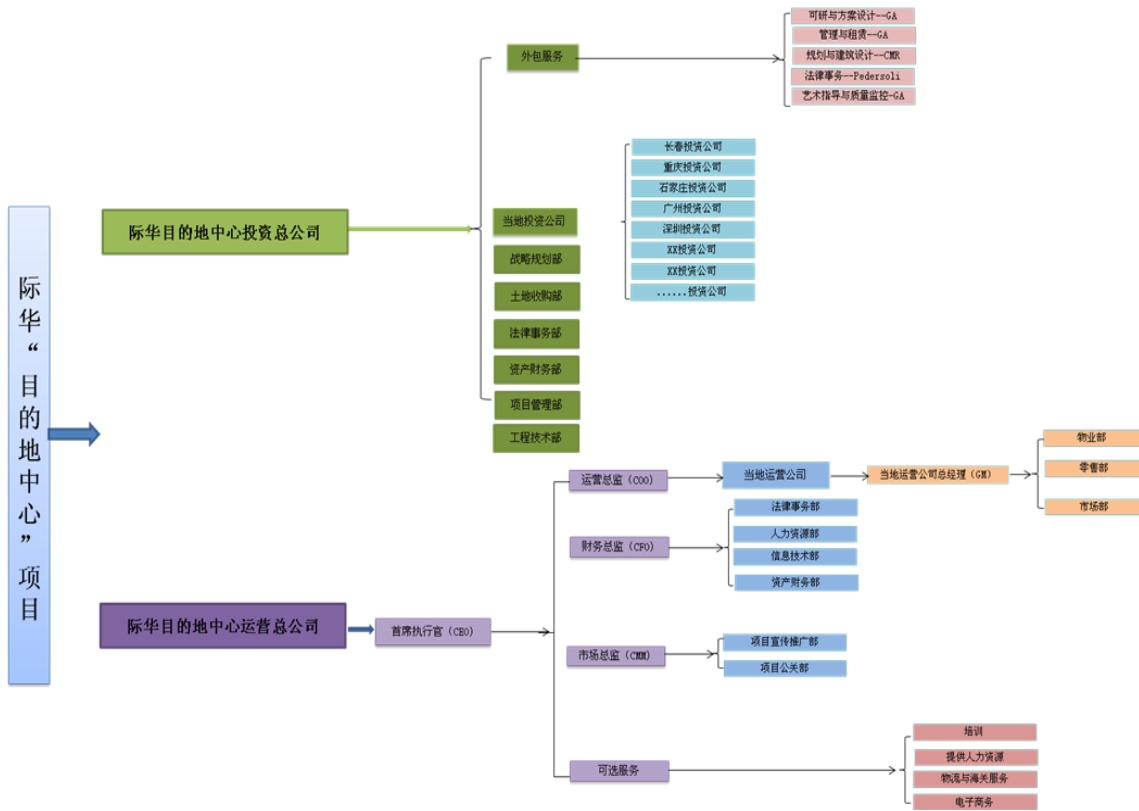 际华“目的地中心”项目
际华目的地中心投资总公司
外包服务
可研与方案设计--GA
管理与租赁--GA
规划与建筑设计--CMR
法律事务--Pedersoli
艺术指导与质量监控-GA
当地投资公司
长春投资公司
重庆投资公司
石家庄投资公司
广州投资公司
深圳投资公司
XX投资公司
XX投资公司
......投资公司
战略规划部
土地收购部
法律事务部
资产财务部
项目管理部
工程技术部
际华目的地中心运营总公司
首席执行官（CEO）
运营总监（COO）
当地运营公司
当地运营公司总经理（GM）
物业部
零售部
市场部
财务总监（CFO）
法律事务部
人力资源部
信息技术部
资产财务部
市场总监（CMM）
项目宣传推广部
项目公关部
可选服务
培训
提供人力资源
物流与海关服务
电子商务